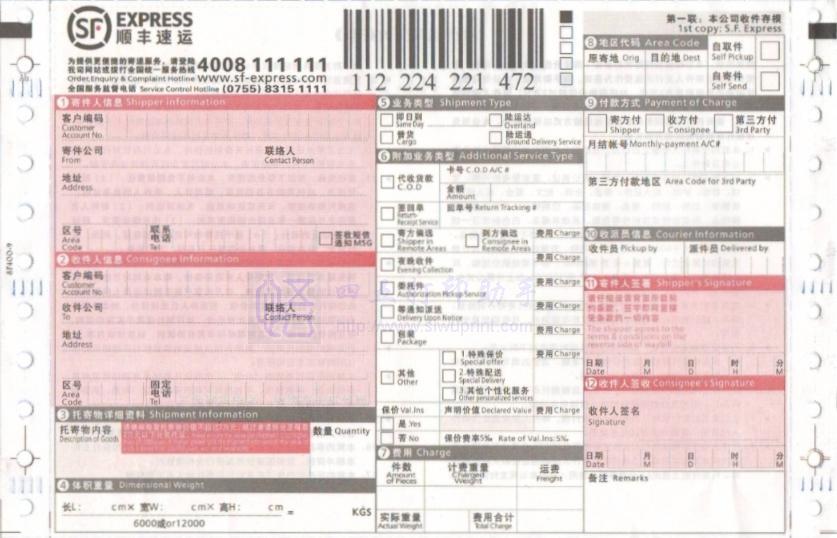 SF EXPRESS
顺丰速运
为提供更便捷的寄递服务，请登陆
我司网站或拨打全国统一服务热线 4008 111 111
Order,Enquiry & Complaint Hotline www.sf-express.com
全国服务监督电话 Service Control Hotline (0755) 8315 1111
112 224 221 472
第一联：本公司收件存根
1st copy: S.F. Express
8 地区代码 Area Code
原寄地 Orig
目的地 Dest
自取件
Self Pickup
自寄件
Self Send
1 寄件人信息 Shipper Information
客户编码
Customer
Account No.
寄件公司
From
联络人
Contact Person
地址
Address
区号
Area
Code
联系
电话
Tel
签收短信
通知 MSG
2 收件人信息 Consignee Information
客户编码
Customer
Account No.
收件公司
To
联络人
Contact Person
地址
Address
区号
Area
Code
固定
电话
Tel
3 托寄物详细资料 Shipment Information
托寄物内容
Description of Goods
数量 Quantity
4 体积重量 Dimensional Weight
长L: cm× 宽W: cm× 高H: cm = KGS
6000或or12000
5 业务类型 Shipment Type
即日到
Same Day
陆运达
Overland
普货
Cargo
陆运通
Ground Delivery Service
6 附加业务类型 Additional Service Type
代收货款
C.O.D
卡号 C.O.D A/C #
金额
Amount
签回单
Return-
Receipt Service
回单号 Return Tracking #
寄方偏远
Shipper in
Remote Areas
到方偏远
Consignee in
Remote Areas
费用 Charge
夜晚收件
Evening Collection
费用 Charge
委托件
Authorization Pickup Service
费用 Charge
等通知派送
Delivery Upon Notice
费用 Charge
包装
Package
费用 Charge
其他
Other
1.特殊保价
Special offer
2.特殊配送
Special Delivery
3.其他个性化服务
Other personalized services
费用 Charge
保价 Val.Ins
声明价值 Declared Value
费用 Charge
是 Yes
否 No
保价费率5‰ Rate of Val.Ins: 5‰
7 费用 Charge
件数
Amount
of Pieces
计费重量
Charged
Weight
运费
Freight
实际重量
Actual Weight
费用合计
Total Charge
9 付款方式 Payment of Charge
寄方付
Shipper
收方付
Consignee
第三方付
3rd Party
月结帐号 Monthly-payment A/C#
第三方付款地区 Area Code for 3rd Party
10 收派员信息 Courier Information
收件员 Pickup by
派件员 Delivered by
11 寄件人签署 Shipper's Signature
The shipper agrees to the
terms & conditions on the
reverse side of waybill
日期 月 日 时 分
Date M D H M
12 收件人签收 Consignee's Signature
收件人签名
Signature
日期 月 日 时 分
Date M D H M
备注 Remarks
四五打印助手
http://www.siwuprint.com